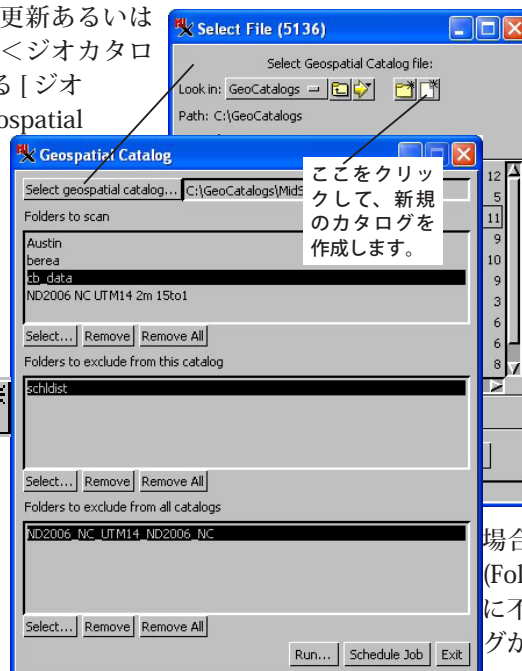 更新あるいは
＜ジオカタロ
る [ ジオ
ospatial
Select File (5136)
Select Geospatial Catalog file:
Look in: GeoCatalogs
Path: C:\GeoCatalogs
12
5
11
9
10
9
3
6
6
8
ここをクリッ
クして、新規
のカタログを
作成します。
Geospatial Catalog
Select geospatial catalog... C:\GeoCatalogs\MidS
Folders to scan
Austin
berea
cb_data
ND2006 NC UTM14 2m 15to1
Select... Remove Remove All
Folders to exclude from this catalog
schldist
Select... Remove Remove All
Folders to exclude from all catalogs
ND2006_NC_UTM14_ND2006_NC
Select... Remove Remove All
Run... Schedule Job Exit
場合
(Fol
に不
グか